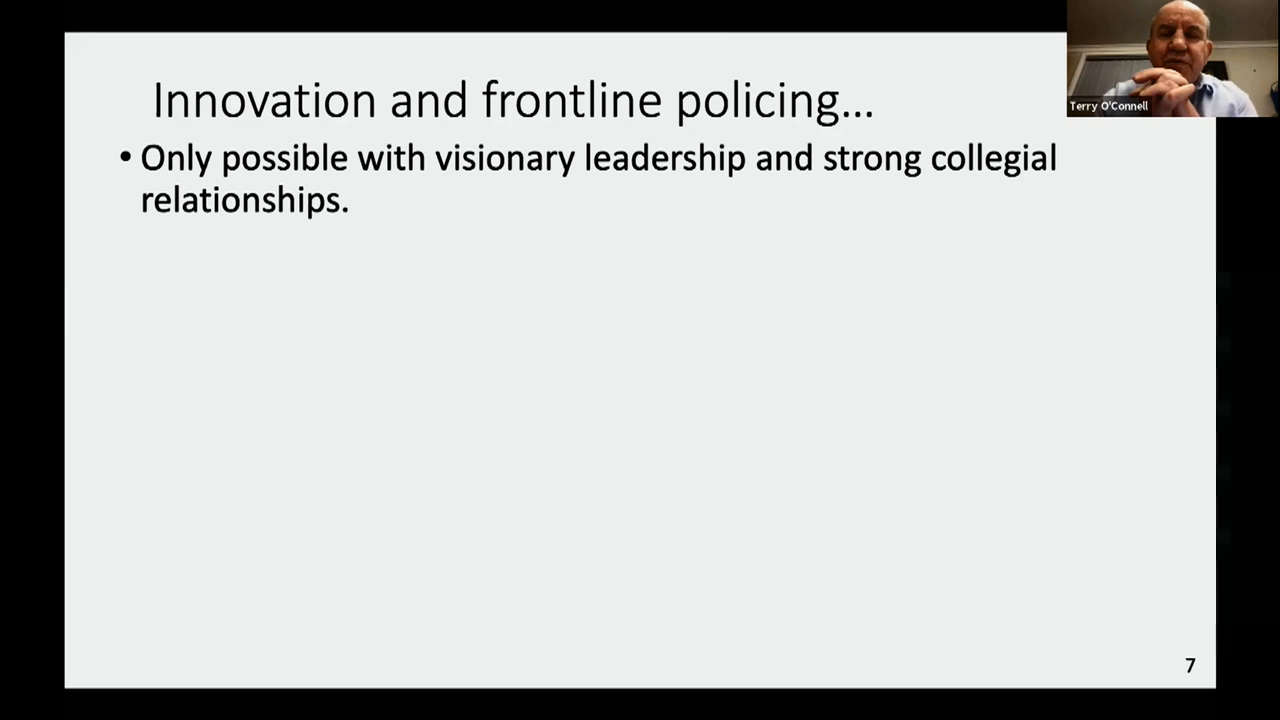 Innovation and frontline policing...
• Only possible with visionary leadership and strong collegial
relationships.
Terry O'Connell
7